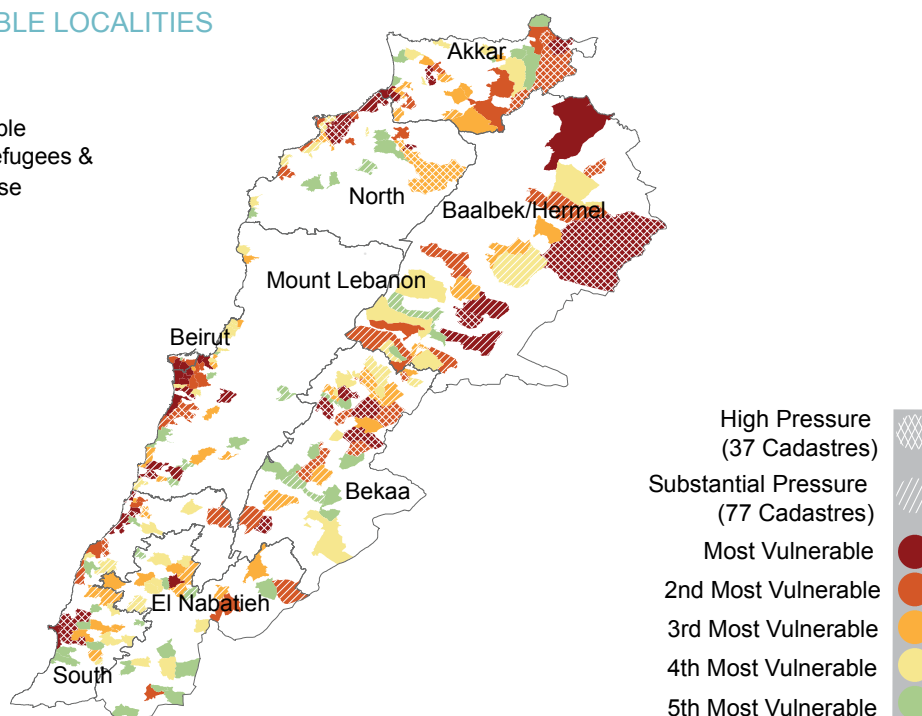 BLE LOCALITIES
ble
efugees &
se
Akkar
North
Baalbek/Hermel
Mount Lebanon
Beirut
Bekaa
El Nabatieh
South
High Pressure
(37 Cadastres)
Substantial Pressure
(77 Cadastres)
Most Vulnerable
2nd Most Vulnerable
3rd Most Vulnerable
4th Most Vulnerable
5th Most Vulnerable